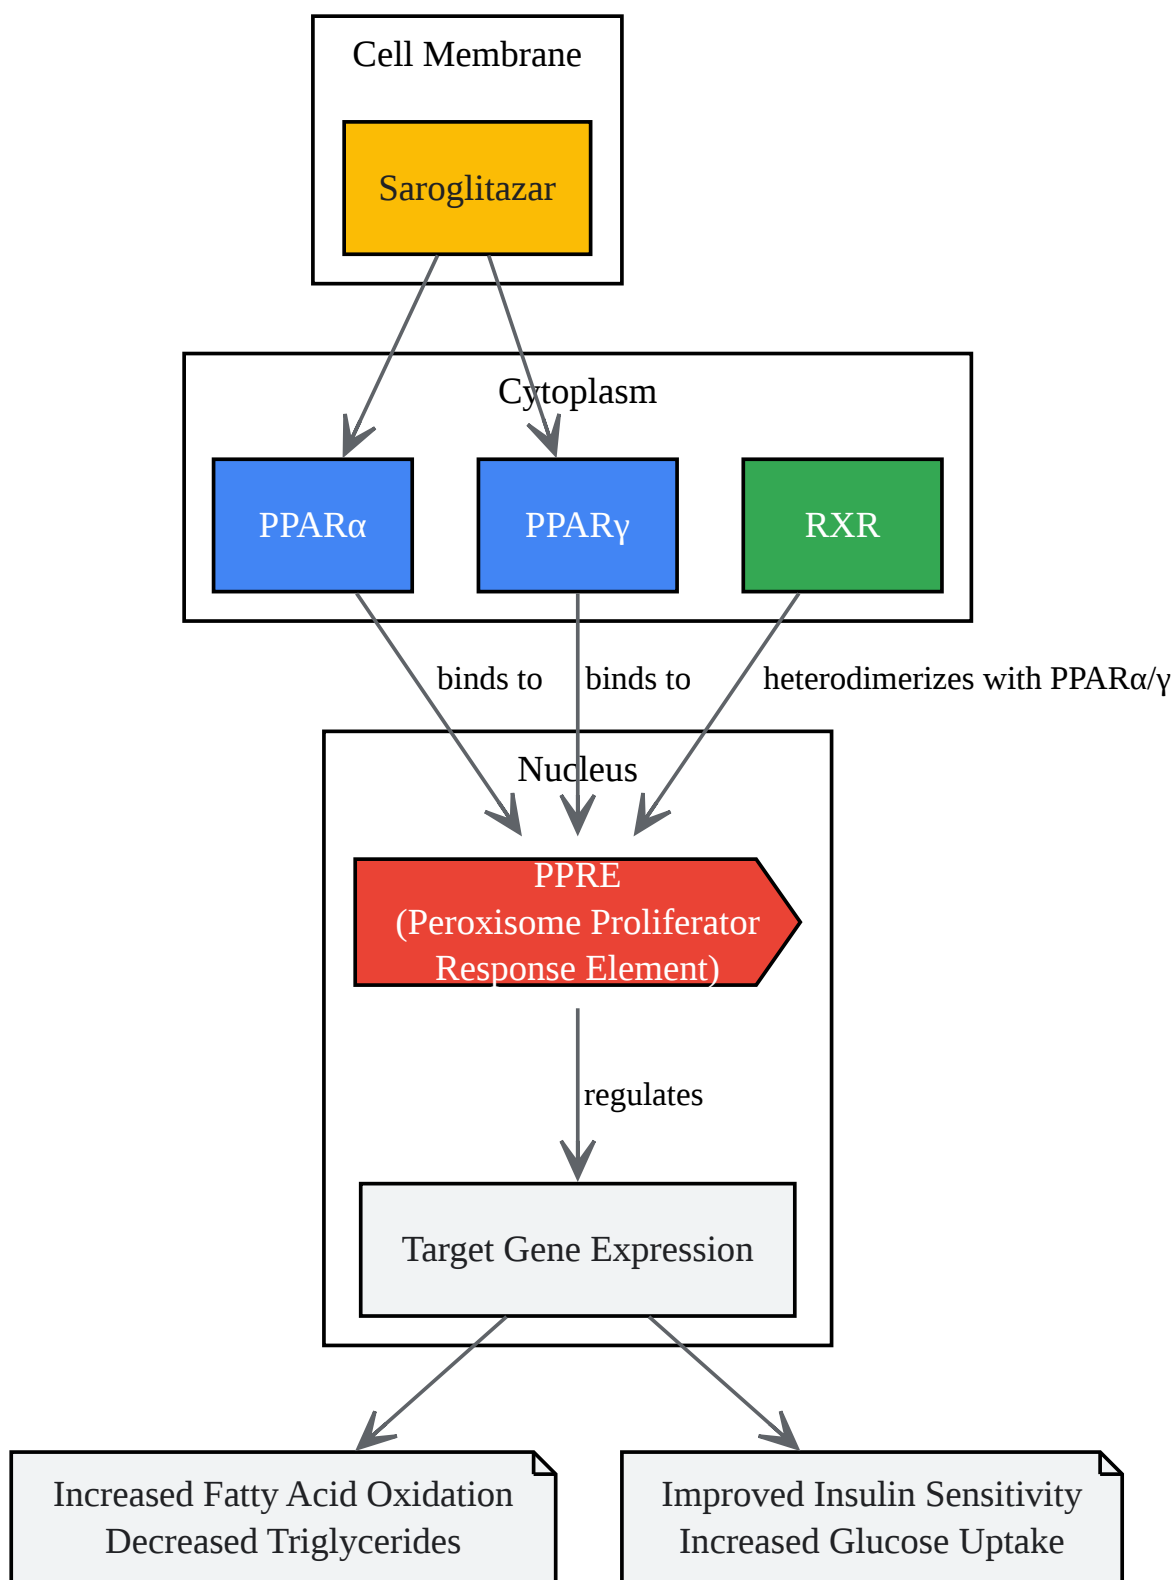 Cell Membrane
Saroglitazar
Cytoplasm
PPARα
PPARγ
RXR
binds to
binds to
heterodimerizes with PPARα/γ
Nucleus
PPRE
(Peroxisome Proliferator
Response Element)
regulates
Target Gene Expression
Increased Fatty Acid Oxidation
Decreased Triglycerides
Improved Insulin Sensitivity
Increased Glucose Uptake